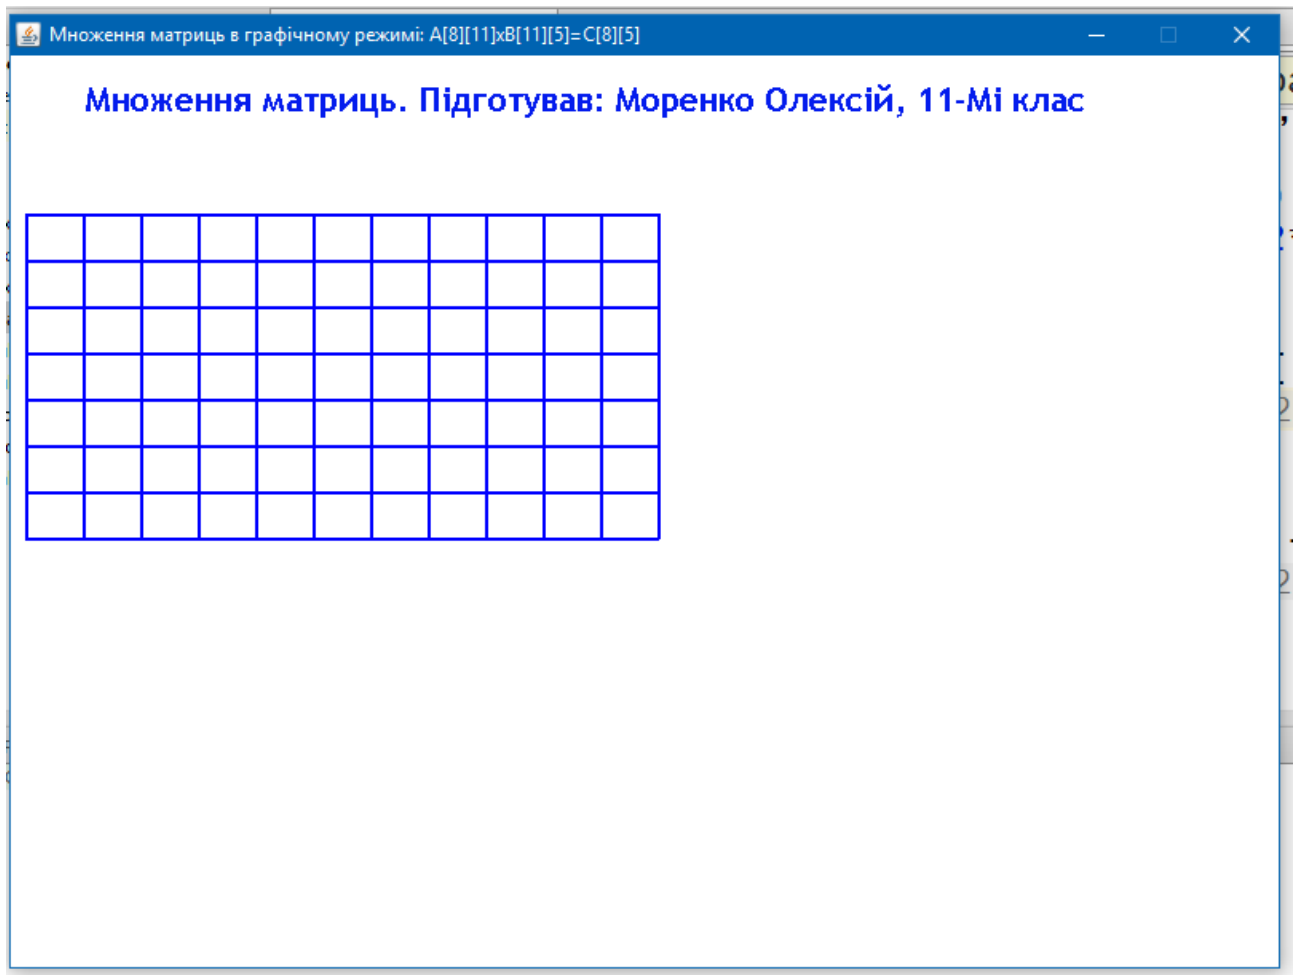 Множення матриць в графічному режимі: A[8][11]xB[11][5]=C[8][5]
Множення матриць. Підготував: Моренко Олексій, 11-Мі клас